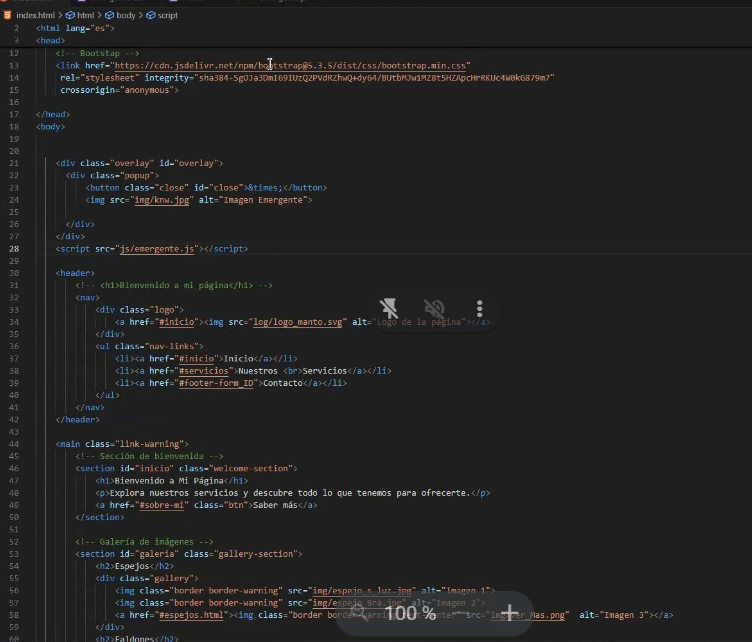 index.html > html > body > script
2 <html lang="es">
3 <head>
12 <!-- Bootstap -->
13 <link href="https://cdn.jsdelivr.net/npm/bootstrap@5.3.5/dist/css/bootstrap.min.css"
14 rel="stylesheet" integrity="sha384-SgOJa3DmI69IUzQ2PVdRZhwQ+dy64/BUtbMJw1MZ8t5HZApcHrRKUc4W0kG879m7"
15 crossorigin="anonymous">
16
17 </head>
18 <body>
19
20
21 <div class="overlay" id="overlay">
22 <div class="popup">
23 <button class="close" id="close">&times;</button>
24 <img src="img/knw.jpg" alt="Imagen Emergente">
25
26 </div>
27 </div>
28 <script src="js/emergente.js"></script>
29
30 <header>
31 <!-- <h1>Bienvenido a mi página</h1> -->
32 <nav>
33 <div class="logo">
34 <a href="#inicio"><img src="log/logo_manto.svg" alt="Logo de la página"></a>
35 </div>
36 <ul class="nav-links">
37 <li><a href="#inicio">Inicio</a></li>
38 <li><a href="#servicios">Nuestros <br>Servicios</a></li>
39 <li><a href="#footer-form_ID">Contacto</a></li>
40 </ul>
41 </nav>
42 </header>
43
44 <main class="link-warning">
45 <!-- Sección de bienvenida -->
46 <section id="inicio" class="welcome-section">
47 <h1>Bienvenido a Mi Página</h1>
48 <p>Explora nuestros servicios y descubre todo lo que tenemos para ofrecerte.</p>
49 <a href="#sobre-mi" class="btn">Saber más</a>
50 </section>
51
52 <!-- Galería de imágenes -->
53 <section id="galeria" class="gallery-section">
54 <h2>Espejos</h2>
55 <div class="gallery">
56 <img class="border border-warning" src="img/espejo_s_luz.jpg" alt="Imagen 1">
57 <img class="border border-warning" src="img/espejo_Bra.jpg" alt="Imagen 2">
100 %
58 <a href="#espejos.html"><img class="border border-warning alt="Imagen 3"></a>
59 </div>
60 <h2>Faldones</h2>